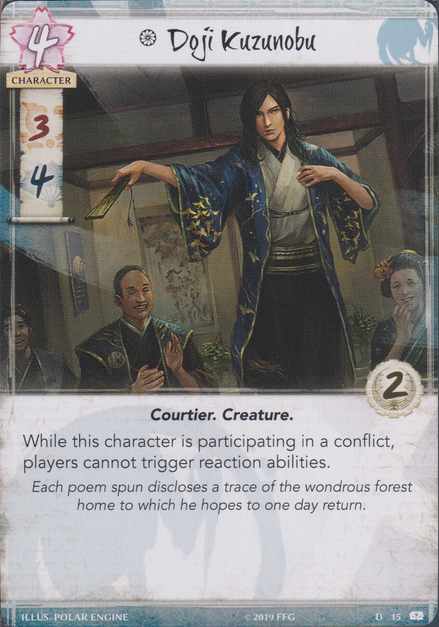 4
Doji Kuzunobu
CHARACTER
3
4
2
Courtier. Creature.
While this character is participating in a conflict,
players cannot trigger reaction abilities.
Each poem spun discloses a trace of the wondrous forest
home to which he hopes to one day return.
ILLUS. POLAR ENGINE © 2019 FFG D 15